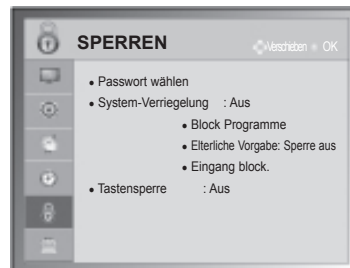 SPERREN
Verschieben OK
• Passwort wählen
• System-Verriegelung : Aus
• Block Programme
• Elterliche Vorgabe: Sperre aus
• Eingang block.
• Tastensperre : Aus